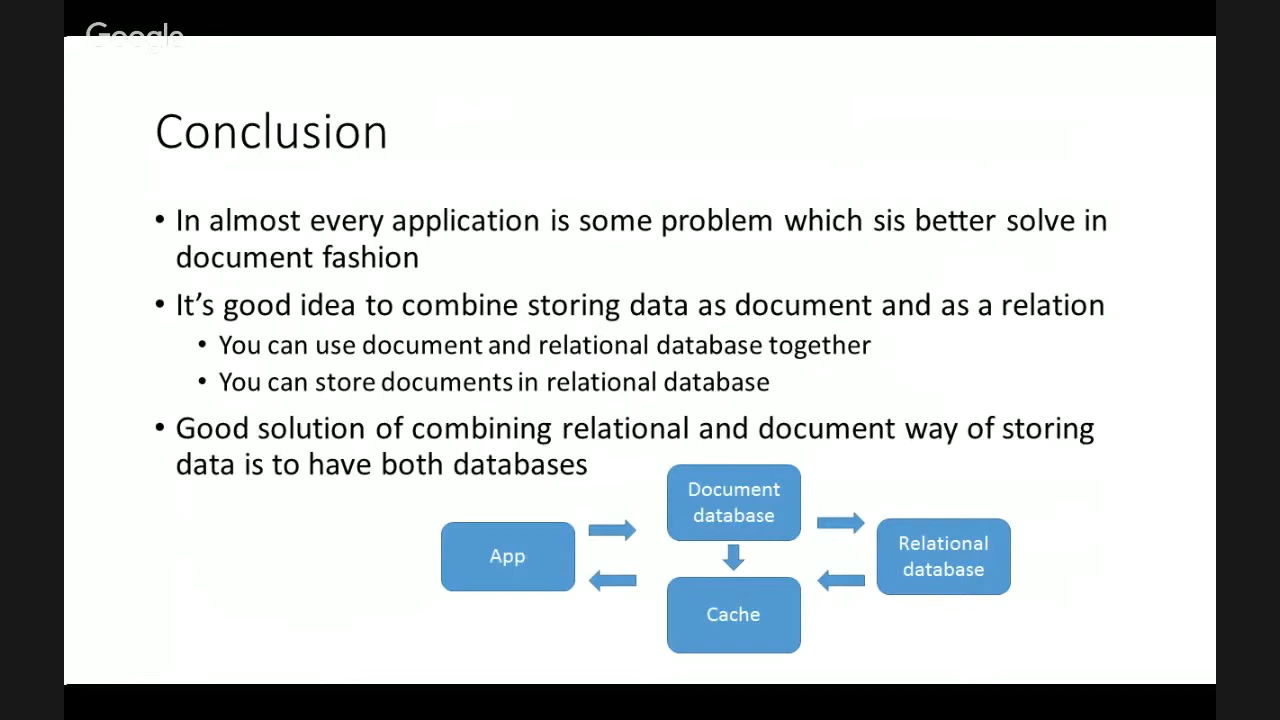 Google
Conclusion
• In almost every application is some problem which sis better solve in
document fashion
• It's good idea to combine storing data as document and as a relation
• You can use document and relational database together
• You can store documents in relational database
• Good solution of combining relational and document way of storing
data is to have both databases
Document
database
App
Relational
database
Cache